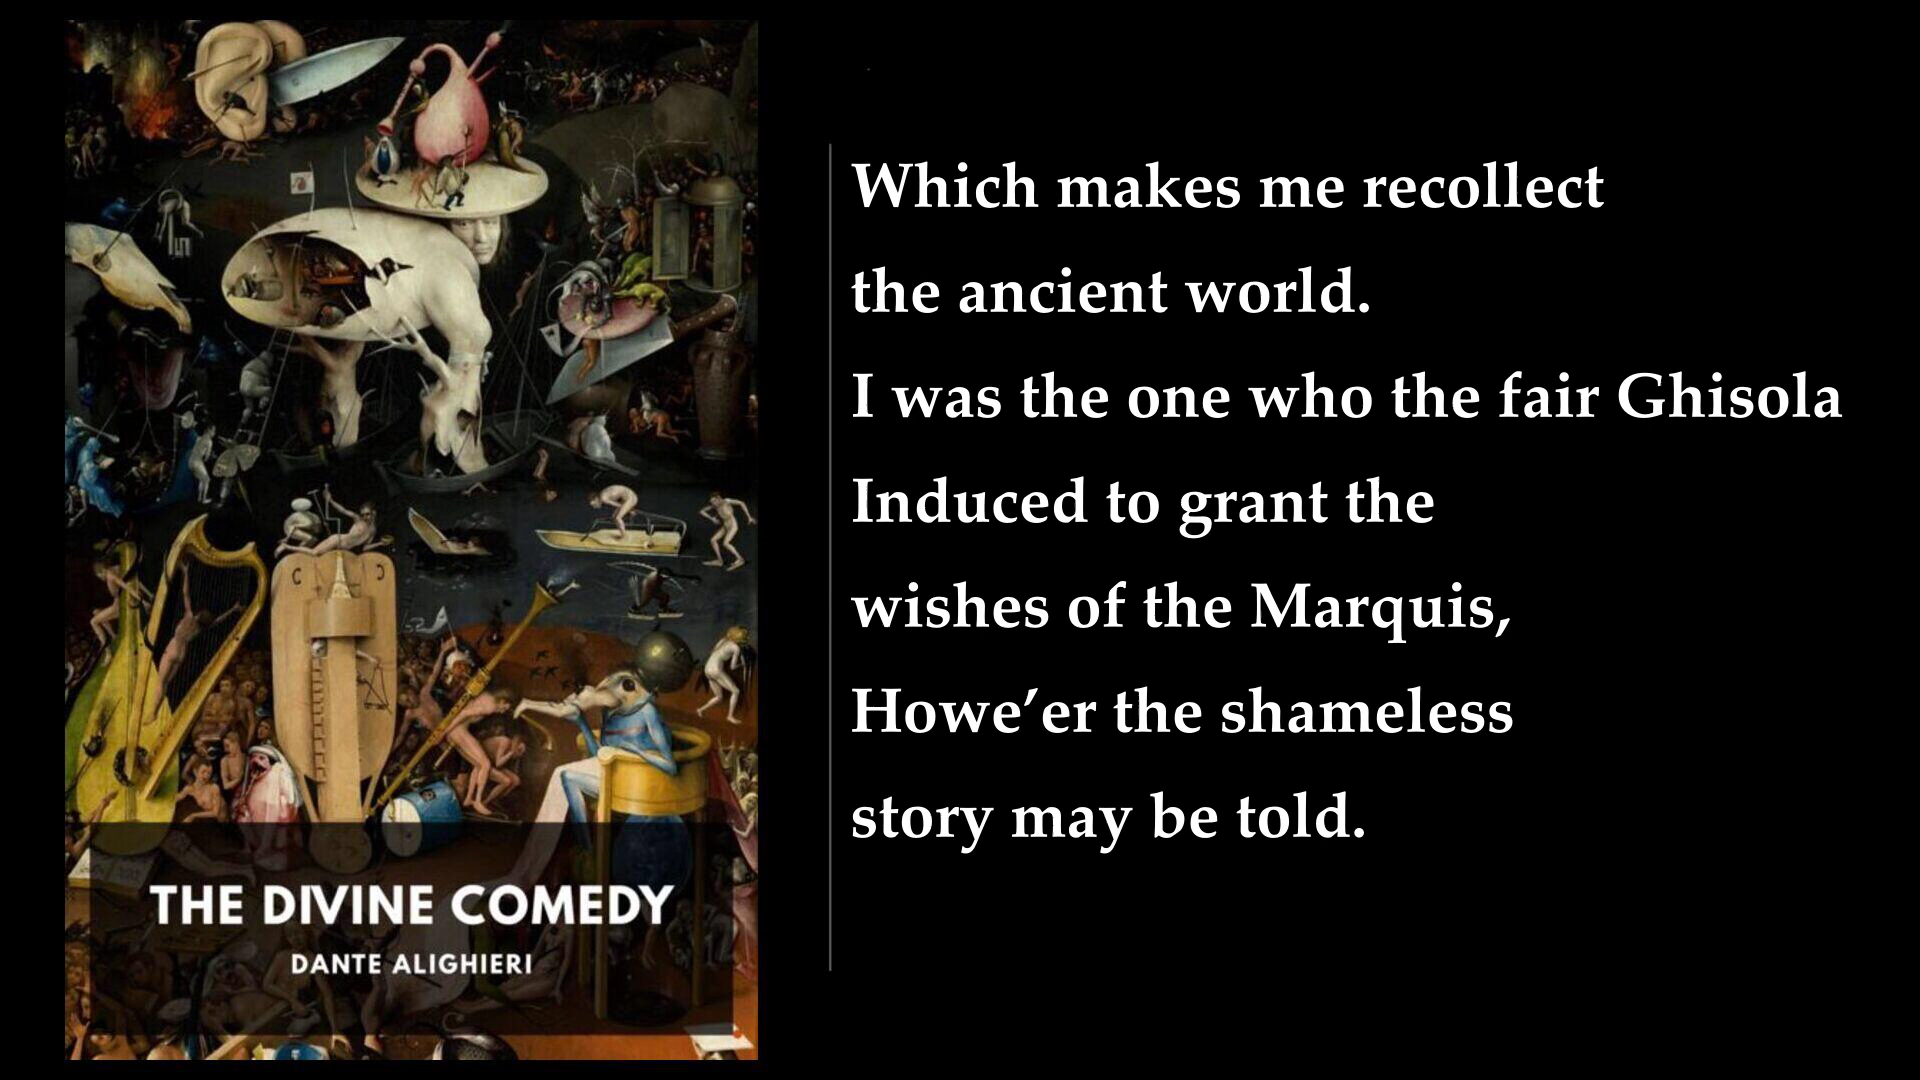 THE DIVINE COMEDY
DANTE ALIGHIERI
Which makes me recollect
the ancient world.
I was the one who the fair Ghisola
Induced to grant the
wishes of the Marquis,
Howe’er the shameless
story may be told.